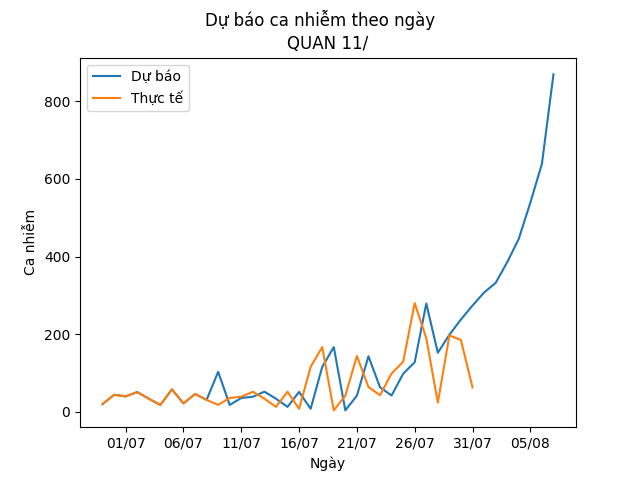 Dự báo ca nhiễm theo ngày
QUAN 11/
Dự báo
Thực tế
Ca nhiễm
800
600
400
200
0
01/07 06/07 11/07 16/07 21/07 26/07 31/07 05/08
Ngày